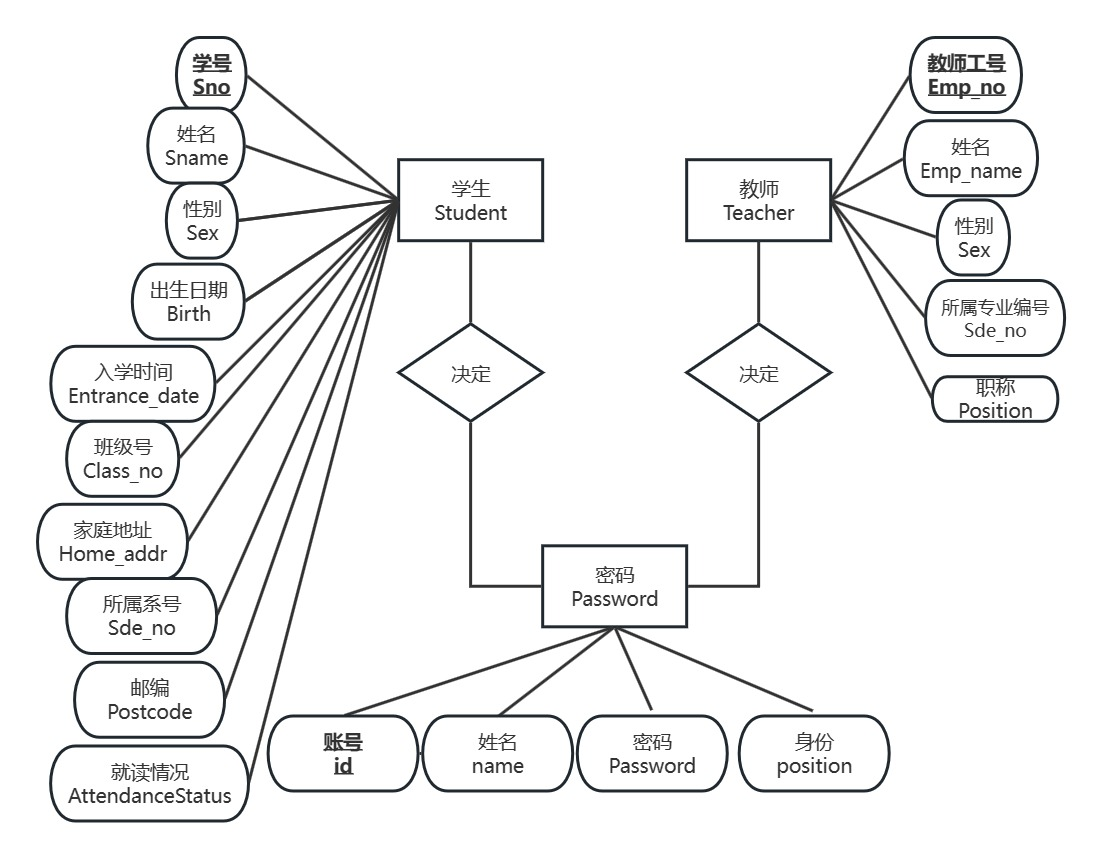 学号
Sno
姓名
Sname
性别
Sex
出生日期
Birth
入学时间
Entrance_date
班级号
Class_no
家庭地址
Home_addr
所属系号
Sde_no
邮编
Postcode
就读情况
AttendanceStatus
学生
Student
决定
教师
Teacher
决定
教师工号
Emp_no
姓名
Emp_name
性别
Sex
所属专业编号
Sde_no
职称
Position
密码
Password
账号
id
姓名
name
密码
Password
身份
position